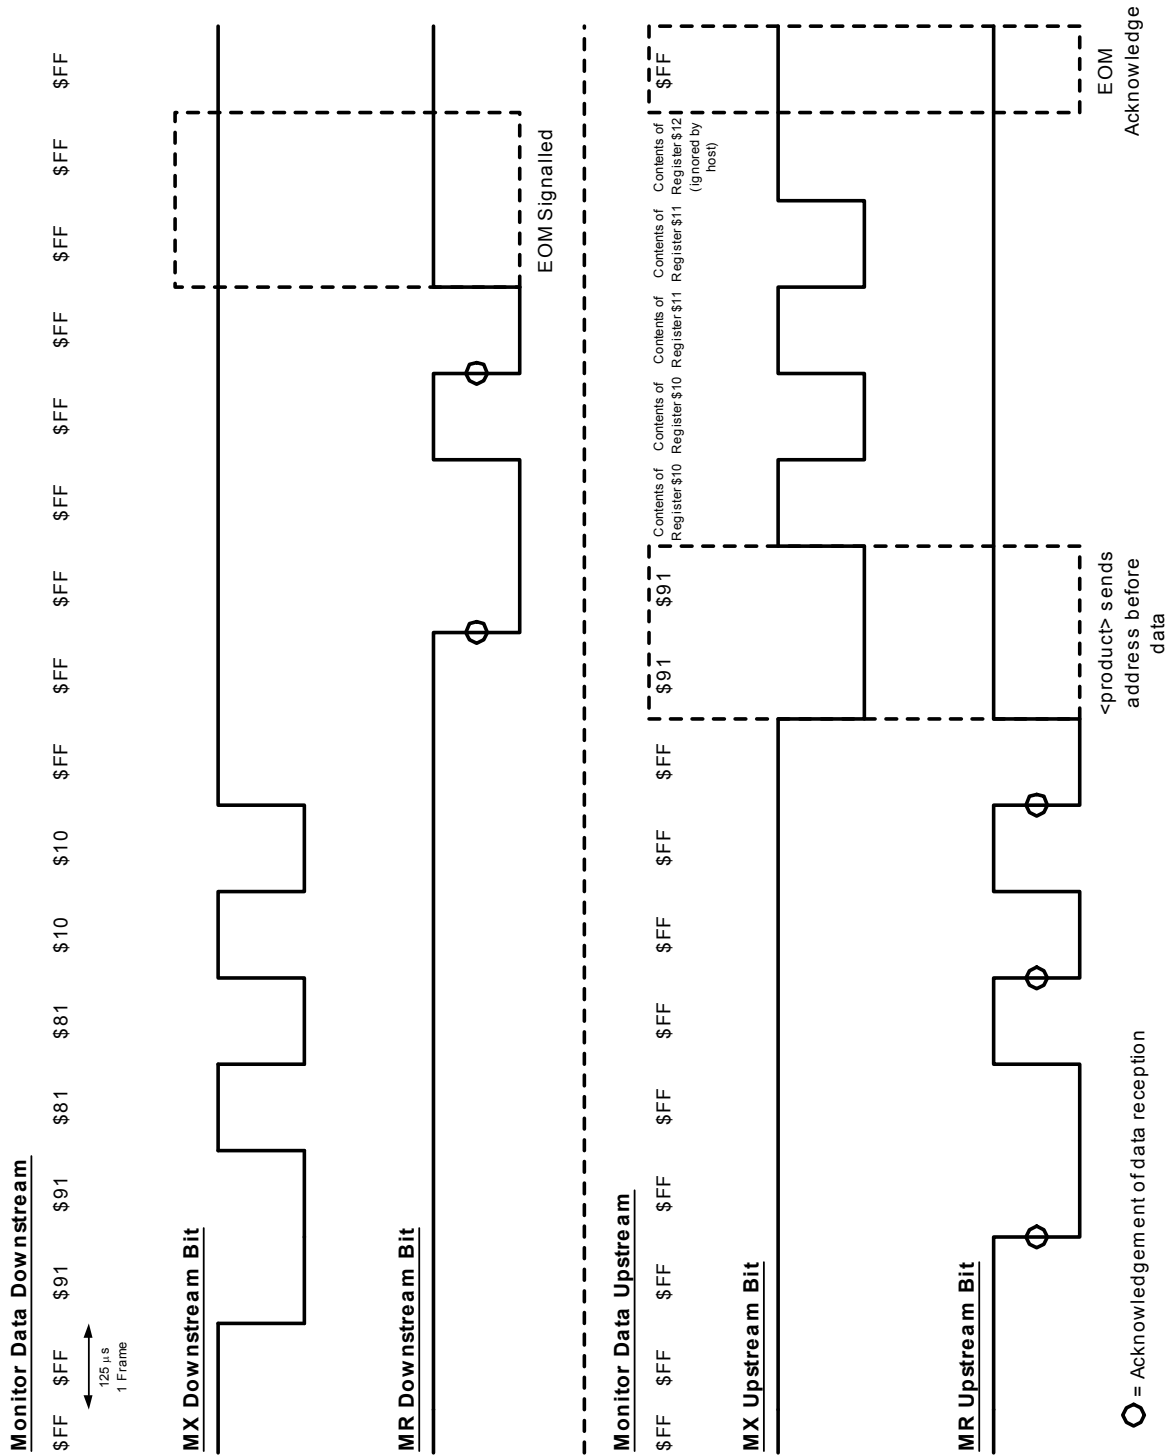 Monitor Data Downstream
$FF $FF $91 $91 $81 $81 $10 $10 $FF $FF $FF $FF $FF $FF $FF $FF $FF
125 µs
1 Frame
MX Downstream Bit
MR Downstream Bit
EOM Signalled
Monitor Data Upstream
$FF $FF $FF $FF $FF $FF $FF $FF $FF $91 $91
Contents of
Register $10
Contents of
Register $10
Contents of
Register $11
Contents of
Register $11
Contents of
Register $12
(ignored by
host)
$FF
MX Upstream Bit
MR Upstream Bit
<product> sends
address before
data
EOM
Acknowledge
= Acknowledgement of data reception